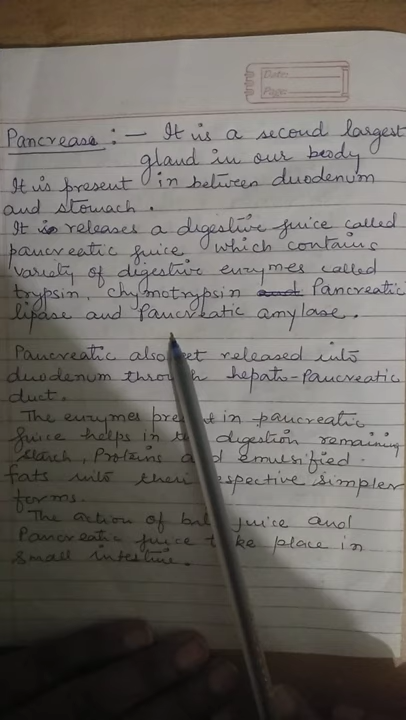 Date:
Page:
Pancrease : — It is a second largest
gland in our body
It is present in between duodenum
and stomach.
It is releases a digestive juice called
pancreatic juice which contains
variety of digestive enzymes called
trypsin, chymotrypsin and Pancreatic
lipase and Pancreatic amylase.
Pancreatic also released into
duodenum through hepato-Pancreatic
duct.
The enzymes present in pancreatic
juice helps in digestion remaining
starch, Proteins and emulsified
fats into their respective simpler
forms.
The action of juice and
Pancreatic juice take place in
small intestine.